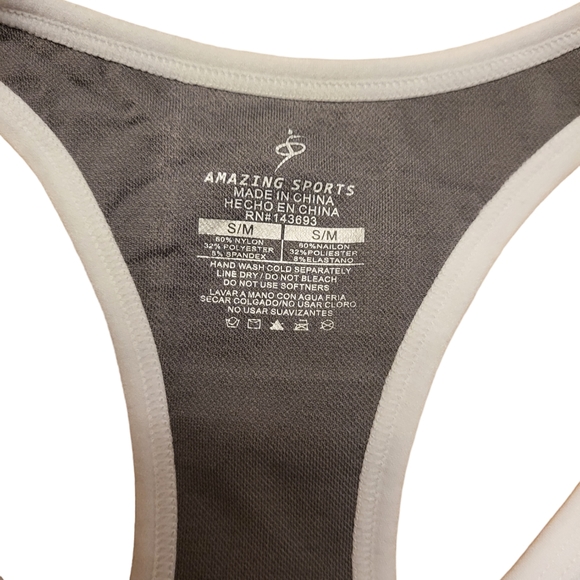 AMAZING SPORTS
MADE IN CHINA
HECHO EN CHINA
RN#143693
S/M S/M
60%NYLON 60%NAILON
32%POLYESTER 32%POLIESTER
8%SPANDEX 8%ELASTANO
HAND WASH COLD SEPARATELY
LINE DRY / DO NOT BLEACH
DO NOT USE SOFTNERS
LAVAR A MANO CON AGUA FRIA
SECAR COLGADO/NO USAR CLORO
NO USAR SUAVIZANTES